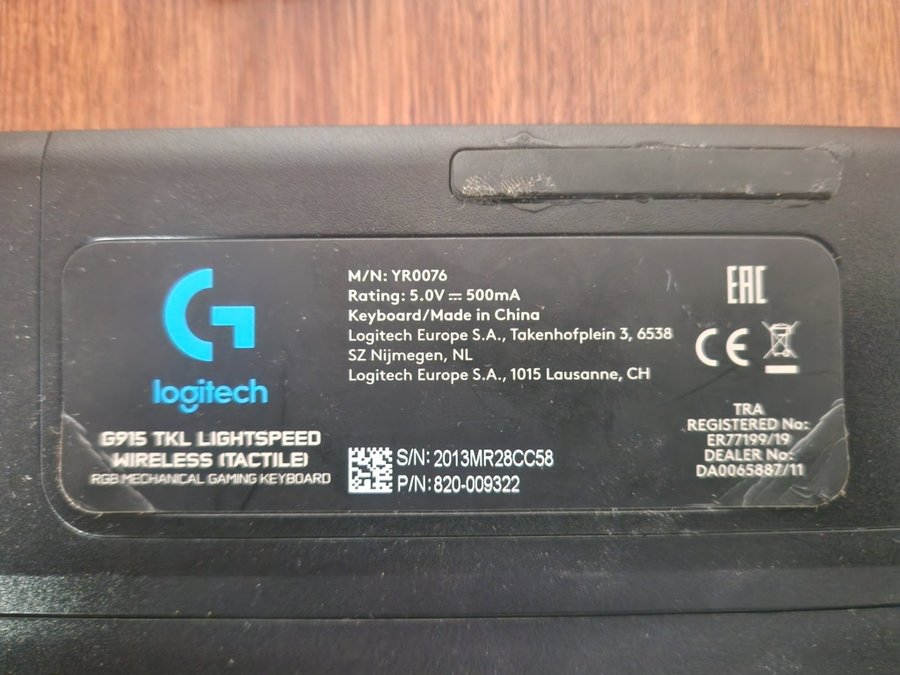 logitech
G915 TKL LIGHTSPEED
WIRELESS (TACTILE)
RGB MECHANICAL GAMING KEYBOARD
M/N: YR0076
Rating: 5.0V ⎓ 500mA
Keyboard/Made in China
Logitech Europe S.A., Takenhofplein 3, 6538
SZ Nijmegen, NL
Logitech Europe S.A., 1015 Lausanne, CH
S/N: 2013MR28CC58
P/N: 820-009322
EAC
CE
TRA
REGISTERED No:
ER77199/19
DEALER No:
DA0065887/11